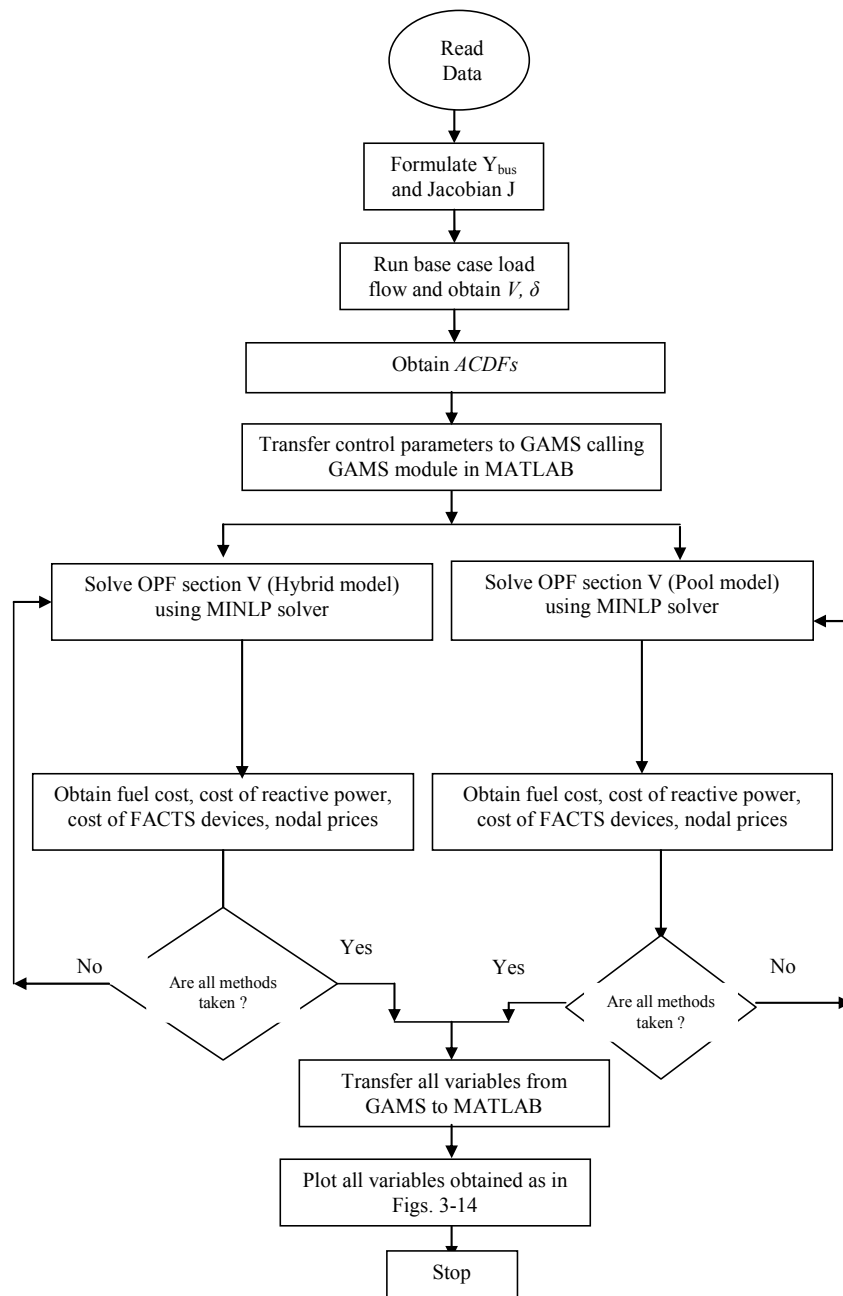 Read
Data
Formulate Y_bus
and Jacobian J
Run base case load
flow and obtain V, δ
Obtain ACDFs
Transfer control parameters to GAMS calling
GAMS module in MATLAB
Solve OPF section V (Hybrid model)
using MINLP solver
Solve OPF section V (Pool model)
using MINLP solver
Obtain fuel cost, cost of reactive power,
cost of FACTS devices, nodal prices
Obtain fuel cost, cost of reactive power,
cost of FACTS devices, nodal prices
No
Are all methods
taken ?
Yes
Yes
Are all methods
taken ?
No
Transfer all variables from
GAMS to MATLAB
Plot all variables obtained as in
Figs. 3-14
Stop